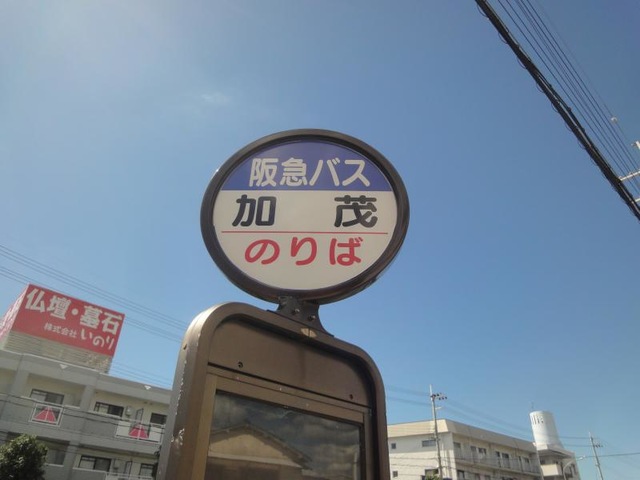 阪急バス
加茂
のりば
仏壇・墓石
株式会社いのり